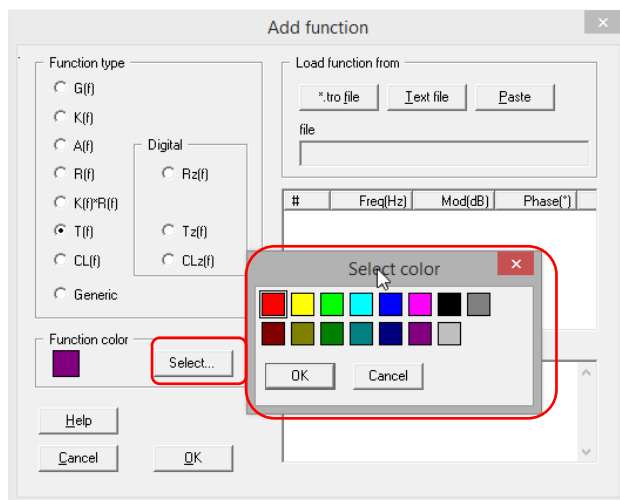 Add function
Function type
G(f)
K(f)
A(f)
R(f)
K(f)*R(f)
T(f)
CL(f)
Generic
Digital
Rz(f)
Tz(f)
CLz(f)
Load function from
*.tro file Text file Paste
file
# Freq(Hz) Mod(dB) Phase(°)
Function color
Select...
Help
Cancel OK
Select color
OK Cancel